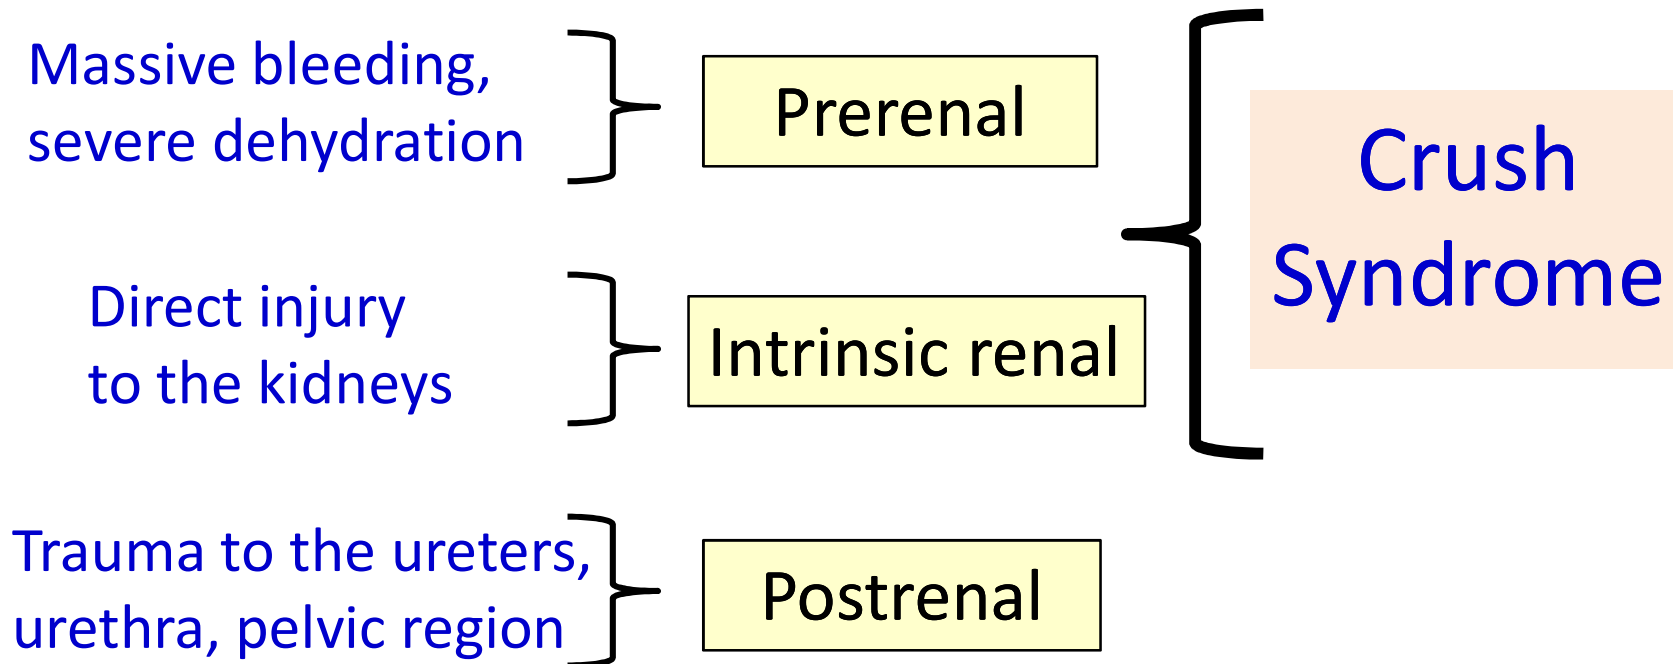 Massive bleeding,
severe dehydration
Prerenal
Direct injury
to the kidneys
Intrinsic renal
Trauma to the ureters,
urethra, pelvic region
Postrenal
Crush
Syndrome